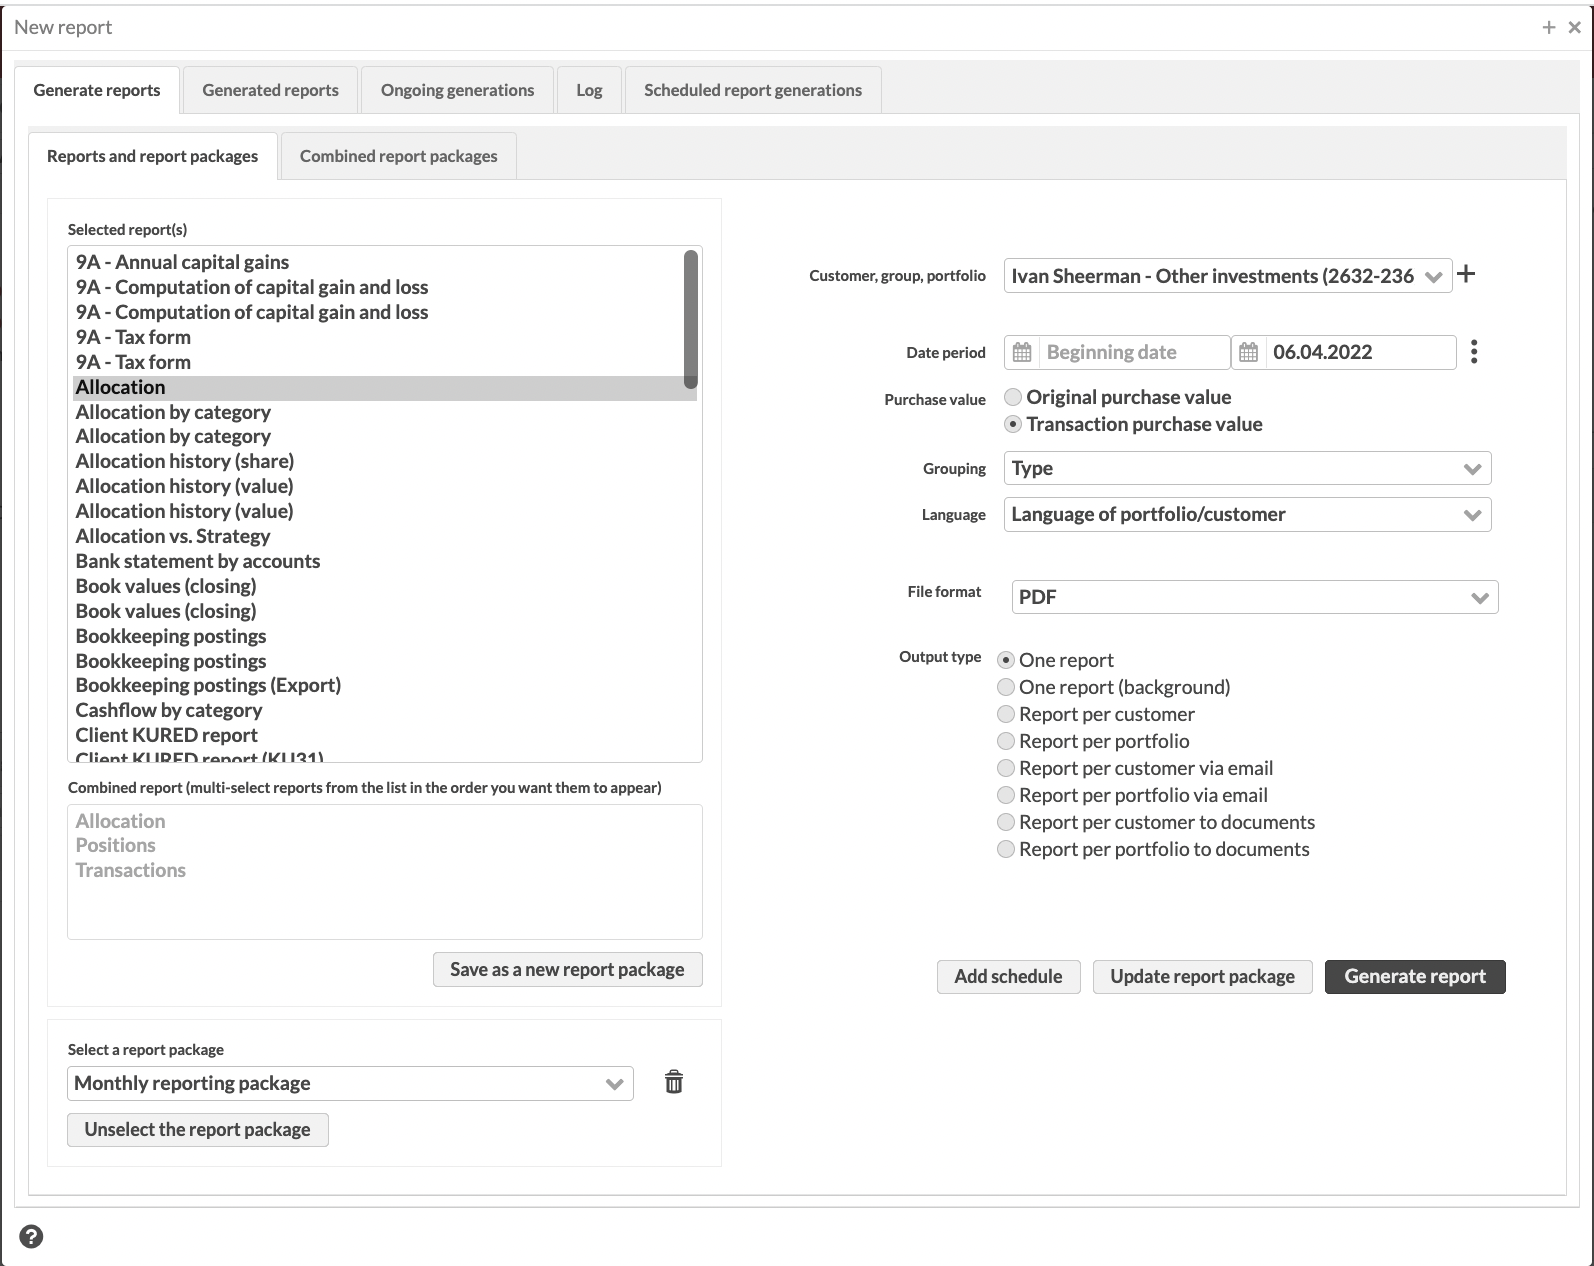 New report
Generate reports
Generated reports
Ongoing generations
Log
Scheduled report generations
Reports and report packages
Combined report packages
Selected report(s)
9A - Annual capital gains
9A - Computation of capital gain and loss
9A - Computation of capital gain and loss
9A - Tax form
9A - Tax form
Allocation
Allocation by category
Allocation by category
Allocation history (share)
Allocation history (value)
Allocation history (value)
Allocation vs. Strategy
Bank statement by accounts
Book values (closing)
Book values (closing)
Bookkeeping postings
Bookkeeping postings
Bookkeeping postings (Export)
Cashflow by category
Client KURED report
Client KURED report (KU31)
Combined report (multi-select reports from the list in the order you want them to appear)
Allocation
Positions
Transactions
Save as a new report package
Select a report package
Monthly reporting package
Unselect the report package
Customer, group, portfolio
Ivan Sheerman - Other investments (2632-236
Date period
Beginning date
06.04.2022
Purchase value
Original purchase value
Transaction purchase value
Grouping
Type
Language
Language of portfolio/customer
File format
PDF
Output type
One report
One report (background)
Report per customer
Report per portfolio
Report per customer via email
Report per portfolio via email
Report per customer to documents
Report per portfolio to documents
Add schedule
Update report package
Generate report